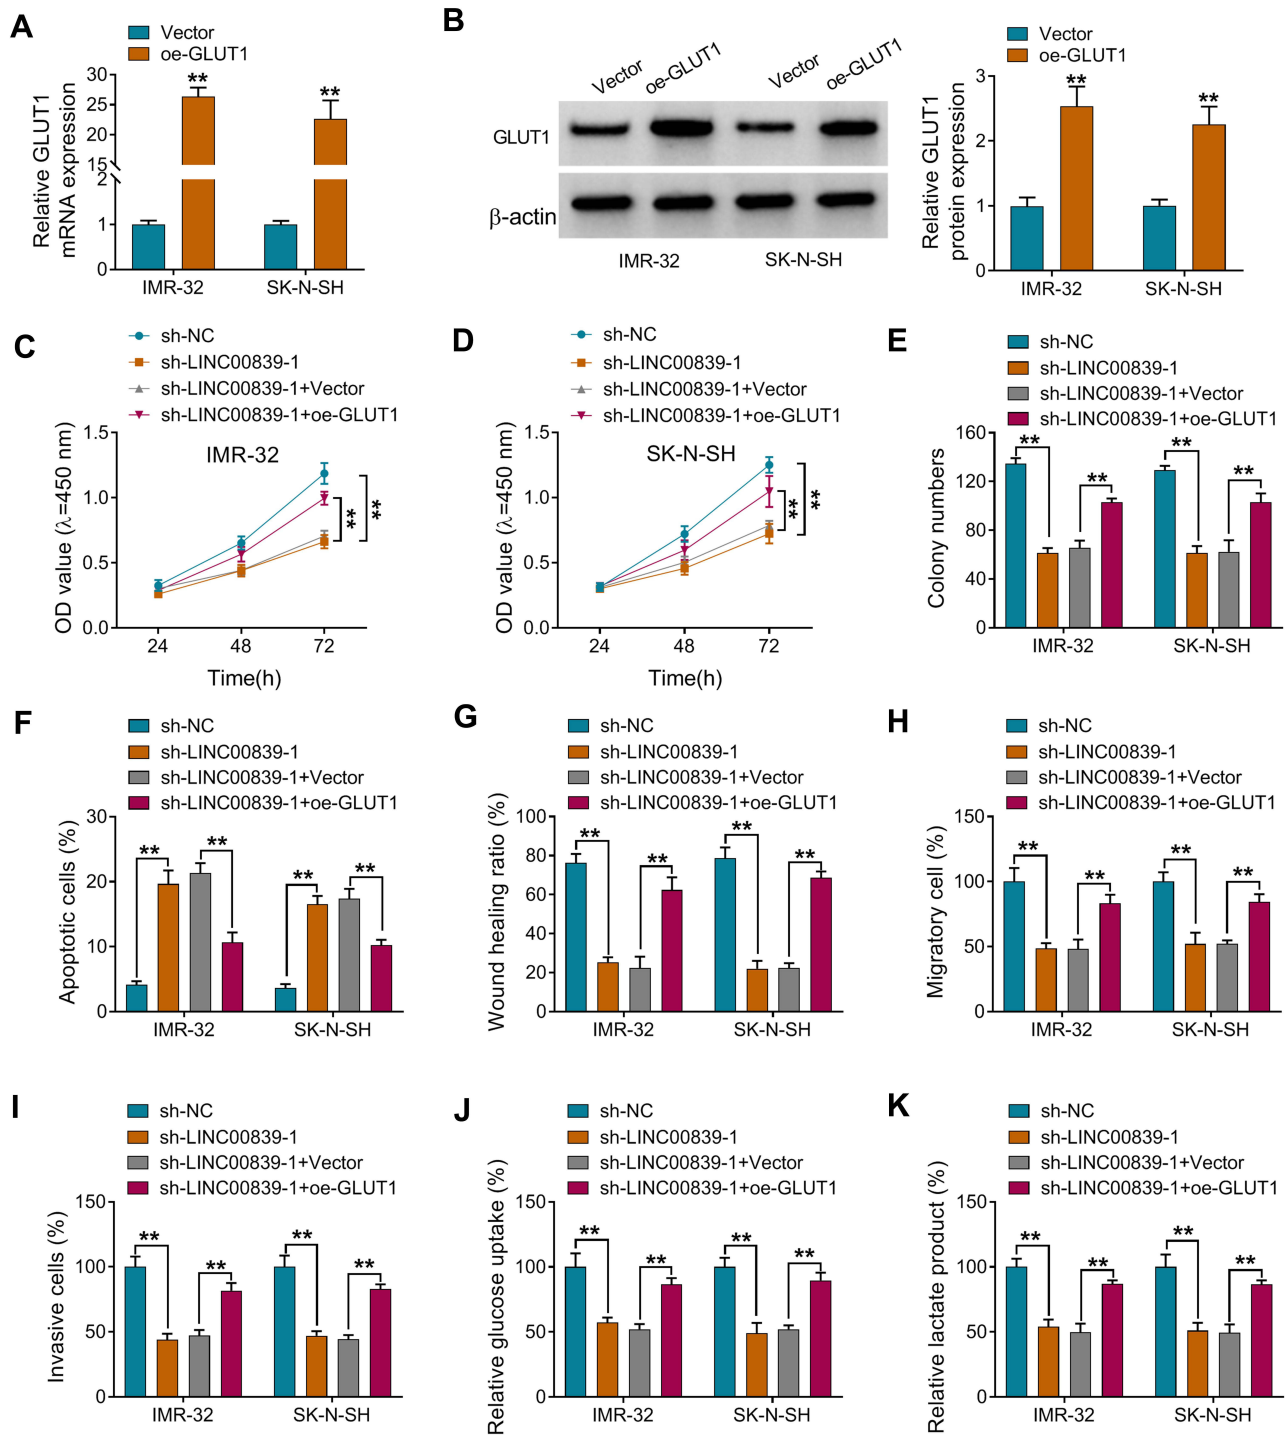 A
Vector
oe-GLUT1
Relative GLUT1
mRNA expression
30
25
20
15
2
1
0
**
**
IMR-32
SK-N-SH
B
Vector
oe-GLUT1
Vector
oe-GLUT1
GLUT1
β-actin
IMR-32
SK-N-SH
Vector
oe-GLUT1
Relative GLUT1
protein expression
3
2
1
0
**
**
IMR-32
SK-N-SH
C
sh-NC
sh-LINC00839-1
sh-LINC00839-1+Vector
sh-LINC00839-1+oe-GLUT1
OD value (λ=450 nm)
1.5
1.0
0.5
0.0
IMR-32
**
**
24
48
72
Time(h)
D
sh-NC
sh-LINC00839-1
sh-LINC00839-1+Vector
sh-LINC00839-1+oe-GLUT1
OD value (λ=450 nm)
1.5
1.0
0.5
0.0
SK-N-SH
**
**
24
48
72
Time(h)
E
sh-NC
sh-LINC00839-1
sh-LINC00839-1+Vector
sh-LINC00839-1+oe-GLUT1
Colony numbers
160
120
80
40
0
**
**
**
**
IMR-32
SK-N-SH
F
sh-NC
sh-LINC00839-1
sh-LINC00839-1+Vector
sh-LINC00839-1+oe-GLUT1
Apoptotic cells (%)
30
20
10
0
**
**
**
**
IMR-32
SK-N-SH
G
sh-NC
sh-LINC00839-1
sh-LINC00839-1+Vector
sh-LINC00839-1+oe-GLUT1
Wound healing ratio (%)
100
80
60
40
20
0
**
**
**
**
IMR-32
SK-N-SH
H
sh-NC
sh-LINC00839-1
sh-LINC00839-1+Vector
sh-LINC00839-1+oe-GLUT1
Migratory cell (%)
150
100
50
0
**
**
**
**
IMR-32
SK-N-SH
I
sh-NC
sh-LINC00839-1
sh-LINC00839-1+Vector
sh-LINC00839-1+oe-GLUT1
Invasive cells (%)
150
100
50
0
**
**
**
**
IMR-32
SK-N-SH
J
sh-NC
sh-LINC00839-1
sh-LINC00839-1+Vector
sh-LINC00839-1+oe-GLUT1
Relative glucose uptake (%)
150
100
50
0
**
**
**
**
IMR-32
SK-N-SH
K
sh-NC
sh-LINC00839-1
sh-LINC00839-1+Vector
sh-LINC00839-1+oe-GLUT1
Relative lactate product (%)
150
100
50
0
**
**
**
**
IMR-32
SK-N-SH